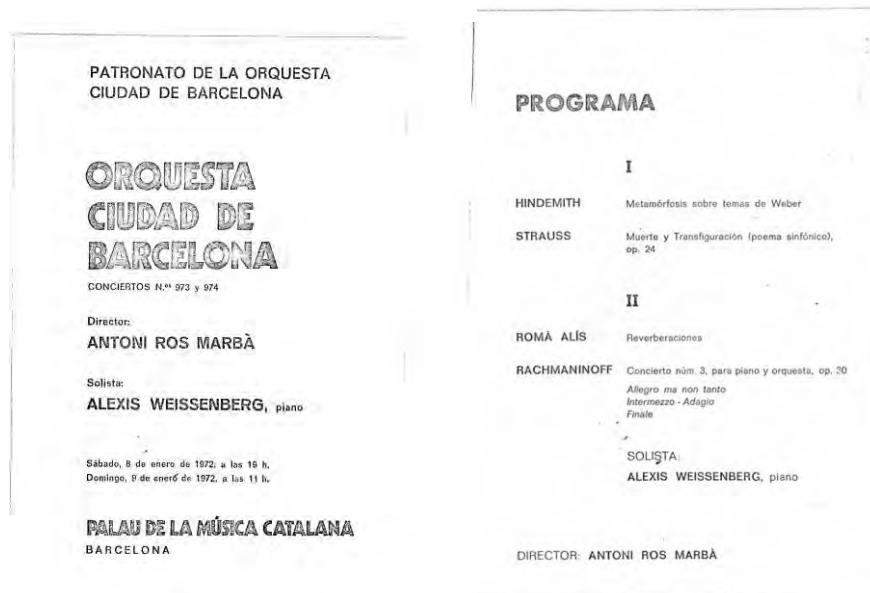 PATRONATO DE LA ORQUESTA
CIUDAD DE BARCELONA
ORQUESTA
CIUDAD DE
BARCELONA
CONCIERTOS N.ºˢ 973 y 974
Director:
ANTONI ROS MARBÀ
Solista:
ALEXIS WEISSENBERG, piano
Sábado, 8 de enero de 1972, a las 19 h.
Domingo, 9 de enero de 1972, a las 11 h.
PALAU DE LA MÚSICA CATALANA
BARCELONA
PROGRAMA
I
HINDEMITH Metamórfosis sobre temas de Weber
STRAUSS Muerte y Transfiguración (poema sinfónico),
op. 24
II
ROMÀ ALÍS Reverberaciones
RACHMANINOFF Concierto núm. 3, para piano y orquesta, op. 30
Allegro ma non tanto
Intermezzo - Adagio
Finale
SOLISTA:
ALEXIS WEISSENBERG, piano
DIRECTOR: ANTONI ROS MARBÀ